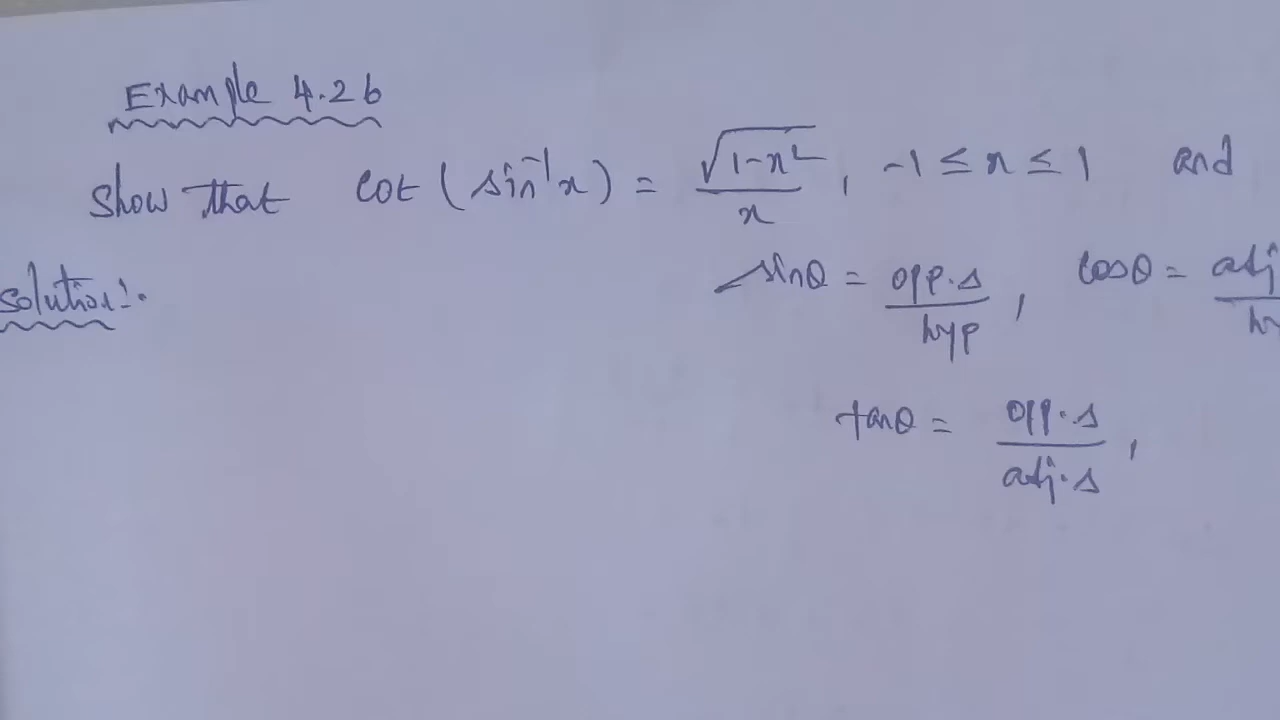 Example 4.26
show that cot (sin⁻¹x) = √1-x² / x , -1 ≤ x ≤ 1 and
solution:-
sinθ = opp.s / hyp , cosθ = adj / hy
tanθ = opp.s / adj.s ,